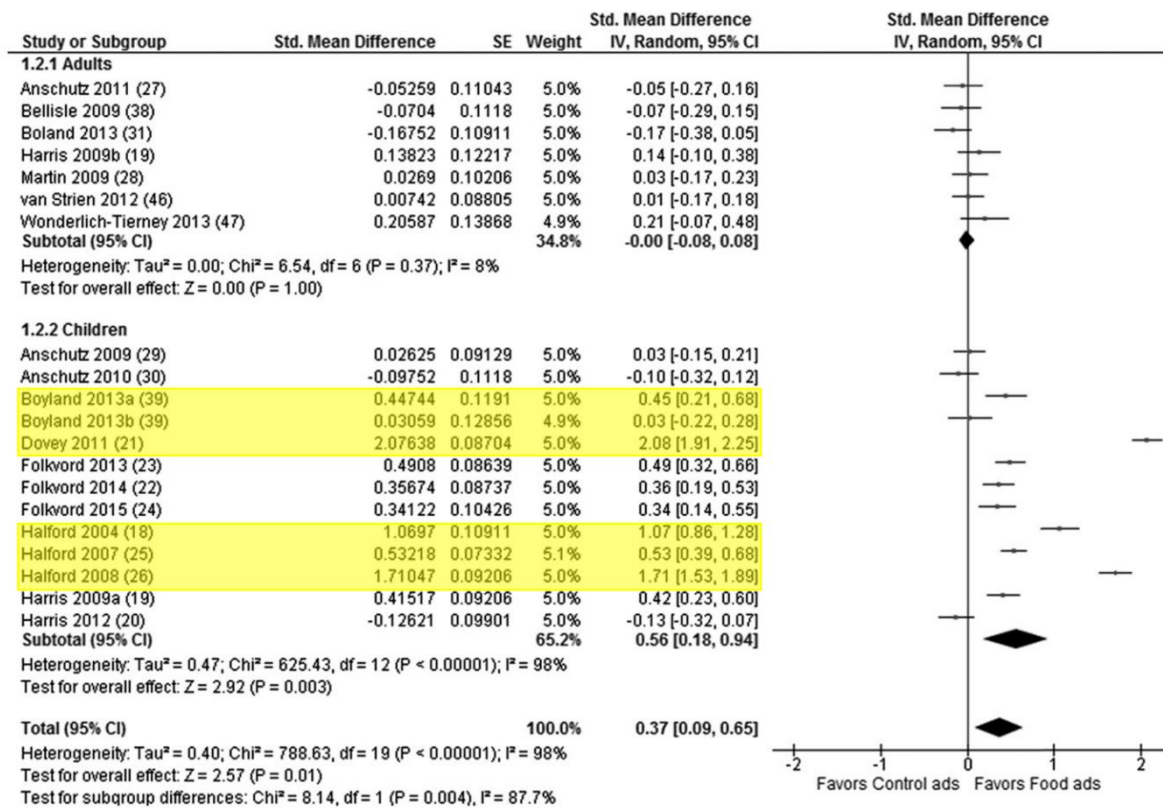 Std. Mean Difference Std. Mean Difference
Study or Subgroup Std. Mean Difference SE Weight IV, Random, 95% CI IV, Random, 95% CI
1.2.1 Adults
Anschutz 2011 (27) -0.05259 0.11043 5.0% -0.05 [-0.27, 0.16]
Bellisle 2009 (38) -0.0704 0.1118 5.0% -0.07 [-0.29, 0.15]
Boland 2013 (31) -0.16752 0.10911 5.0% -0.17 [-0.38, 0.05]
Harris 2009b (19) 0.13823 0.12217 5.0% 0.14 [-0.10, 0.38]
Martin 2009 (28) 0.0269 0.10206 5.0% 0.03 [-0.17, 0.23]
van Strien 2012 (46) 0.00742 0.08805 5.0% 0.01 [-0.17, 0.18]
Wonderlich-Tierney 2013 (47) 0.20587 0.13868 4.9% 0.21 [-0.07, 0.48]
Subtotal (95% CI) 34.8% -0.00 [-0.08, 0.08]
Heterogeneity: Tau² = 0.00; Chi² = 6.54, df = 6 (P = 0.37); I² = 8%
Test for overall effect: Z = 0.00 (P = 1.00)
1.2.2 Children
Anschutz 2009 (29) 0.02625 0.09129 5.0% 0.03 [-0.15, 0.21]
Anschutz 2010 (30) -0.09752 0.1118 5.0% -0.10 [-0.32, 0.12]
Boyland 2013a (39) 0.44744 0.1191 5.0% 0.45 [0.21, 0.68]
Boyland 2013b (39) 0.03059 0.12856 4.9% 0.03 [-0.22, 0.28]
Dovey 2011 (21) 2.07638 0.08704 5.0% 2.08 [1.91, 2.25]
Folkvord 2013 (23) 0.4908 0.08639 5.0% 0.49 [0.32, 0.66]
Folkvord 2014 (22) 0.35674 0.08737 5.0% 0.36 [0.19, 0.53]
Folkvord 2015 (24) 0.34122 0.10426 5.0% 0.34 [0.14, 0.55]
Halford 2004 (18) 1.0697 0.10911 5.0% 1.07 [0.86, 1.28]
Halford 2007 (25) 0.53218 0.07332 5.1% 0.53 [0.39, 0.68]
Halford 2008 (26) 1.71047 0.09206 5.0% 1.71 [1.53, 1.89]
Harris 2009a (19) 0.41517 0.09206 5.0% 0.42 [0.23, 0.60]
Harris 2012 (20) -0.12621 0.09901 5.0% -0.13 [-0.32, 0.07]
Subtotal (95% CI) 65.2% 0.56 [0.18, 0.94]
Heterogeneity: Tau² = 0.47; Chi² = 625.43, df = 12 (P < 0.00001); I² = 98%
Test for overall effect: Z = 2.92 (P = 0.003)
Total (95% CI) 100.0% 0.37 [0.09, 0.65]
Heterogeneity: Tau² = 0.40; Chi² = 788.63, df = 19 (P < 0.00001); I² = 98%
Test for overall effect: Z = 2.57 (P = 0.01)
Test for subgroup differences: Chi² = 8.14, df = 1 (P = 0.004), I² = 87.7%
-2 -1 0 1 2
Favors Control ads Favors Food ads